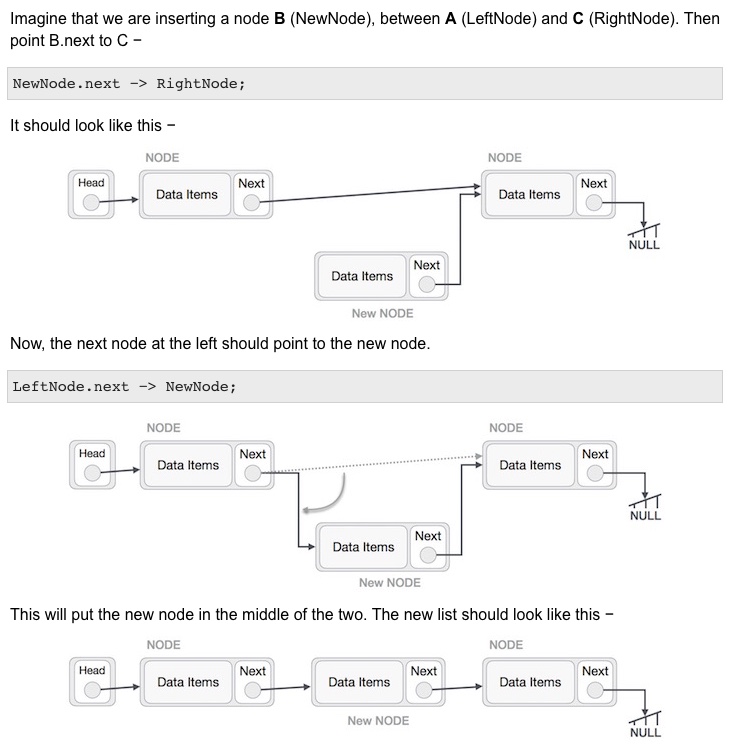 Imagine that we are inserting a node B (NewNode), between A (LeftNode) and C (RightNode). Then
point B.next to C −
NewNode.next −> RightNode;
It should look like this −
NODE
NODE
Head
Data Items
Next
Data Items
Next
NULL
Data Items
Next
New NODE
Now, the next node at the left should point to the new node.
LeftNode.next −> NewNode;
NODE
NODE
Head
Data Items
Next
Data Items
Next
NULL
Data Items
Next
New NODE
This will put the new node in the middle of the two. The new list should look like this −
NODE
NODE
Head
Data Items
Next
Data Items
Next
Data Items
Next
New NODE
NULL